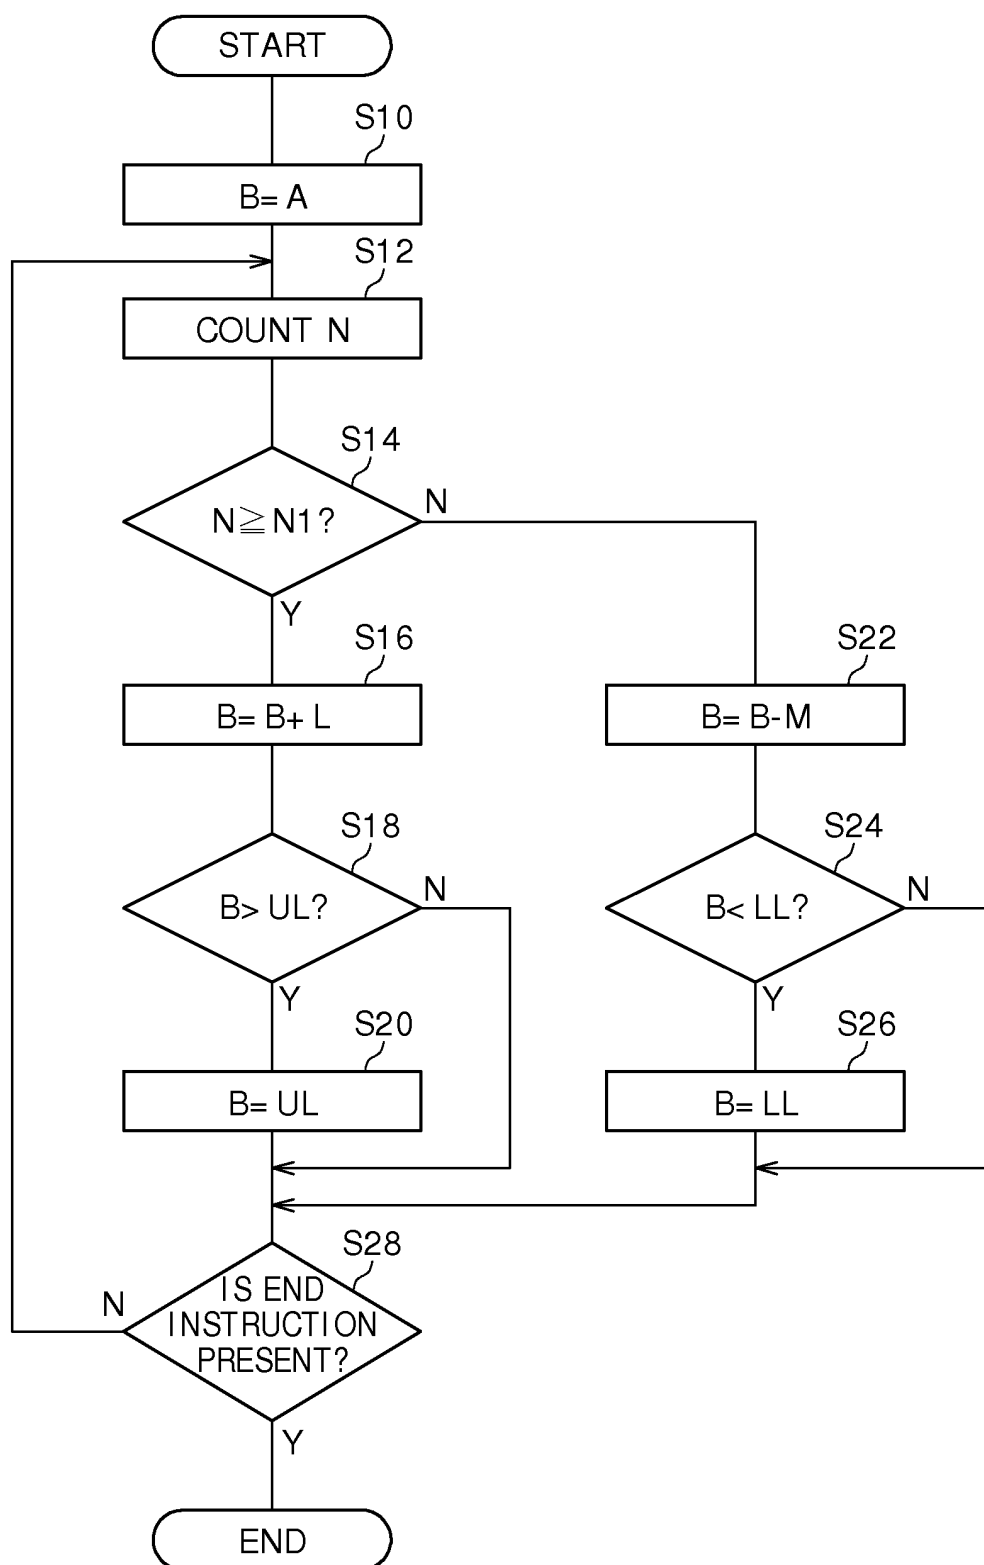 START
S10
B= A
S12
COUNT N
S14
N≧N1?
N
Y
S16
B= B+ L
S22
B= B-M
S18
B> UL?
N
Y
S24
B< LL?
N
Y
S20
B= UL
S26
B= LL
S28
IS END
INSTRUCTION
PRESENT?
N
Y
END